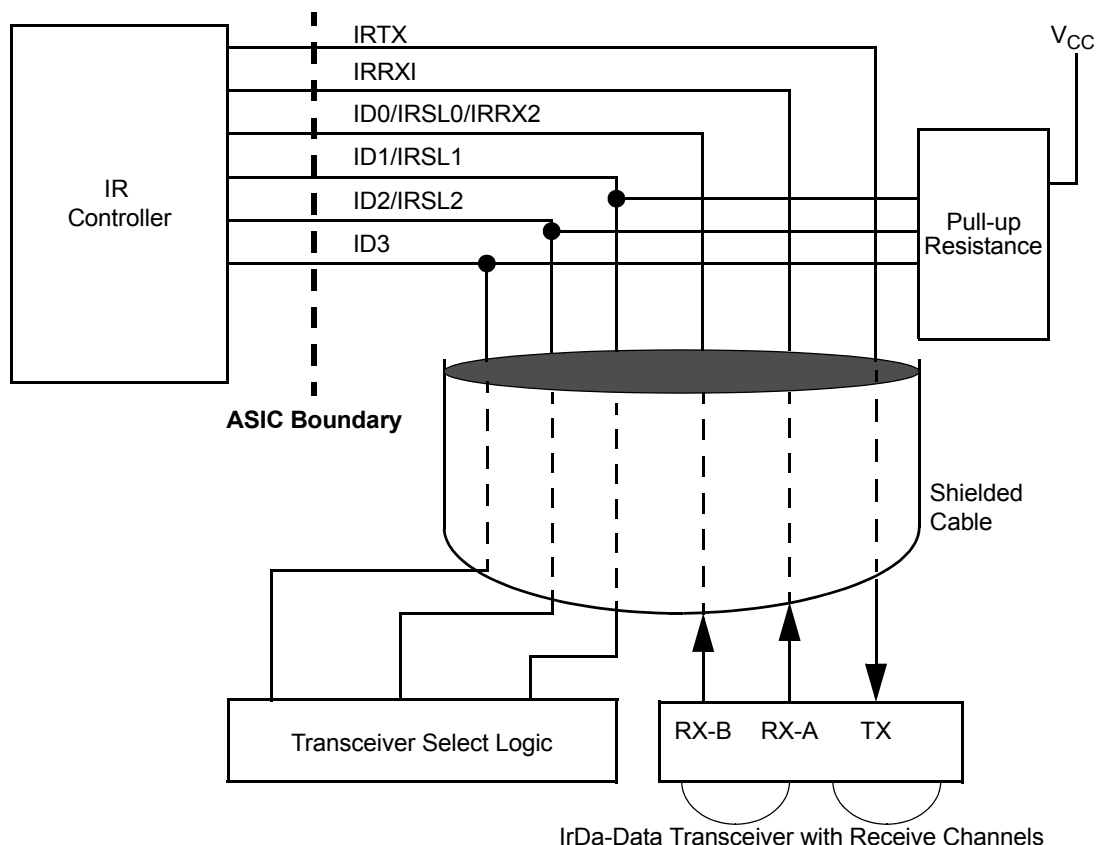 IRTX
V_CC
IRRXI
ID0/IRSL0/IRRX2
ID1/IRSL1
ID2/IRSL2
ID3
IR
Controller
Pull-up
Resistance
ASIC Boundary
Shielded
Cable
Transceiver Select Logic
RX-B RX-A TX
IrDa-Data Transceiver with Receive Channels